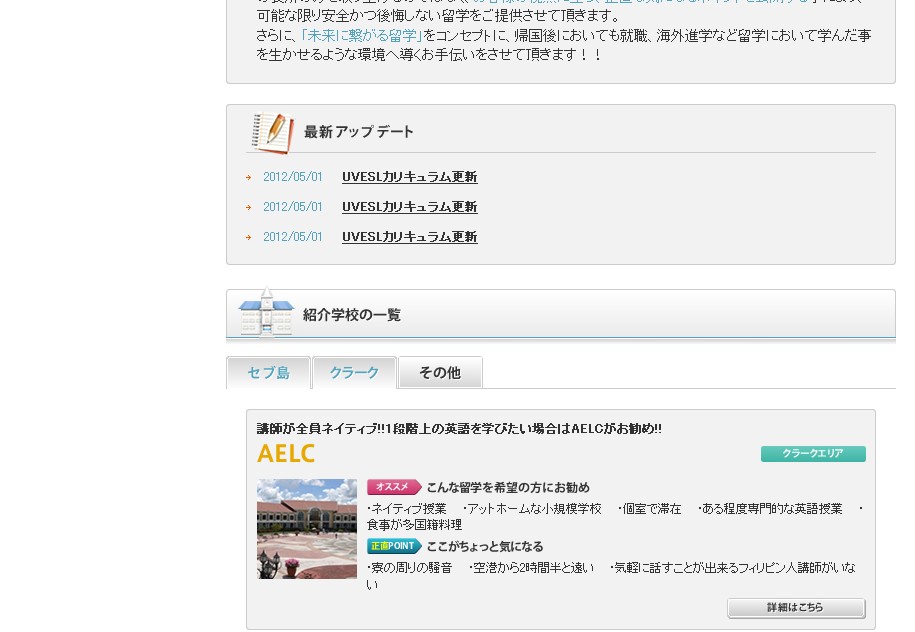 可能な限り安全かつ後悔しない留学をご提供させて頂きます。
さらに、「未来に繋がる留学」をコンセプトに、帰国後においても就職、海外進学など留学において学んだ事
を生かせるような環境へ導くお手伝いをさせて頂きます！！
最新アップデート
2012/05/01 UVESLカリキュラム更新
2012/05/01 UVESLカリキュラム更新
2012/05/01 UVESLカリキュラム更新
紹介学校の一覧
セブ島 クラーク その他
講師が全員ネイティブ!!1段階上の英語を学びたい場合はAELCがお勧め!!
AELC
クラークエリア
オススメ こんな留学を希望の方にお勧め
・ネイティブ授業 ・アットホームな小規模学校 ・個室で滞在 ・ある程度専門的な英語授業 ・
食事が多国籍料理
正直POINT ここがちょっと気になる
・寮の周りの騒音 ・空港から2時間半と遠い ・気軽に話すことが出来るフィリピン人講師がいな
い
詳細はこちら